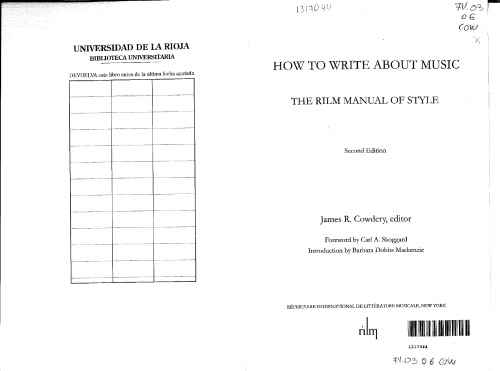 UNIVERSIDAD DE LA RIOJA
BIBLIOTECA UNIVERSITARIA
DEVUELVA este libro antes de la última fecha anotada
1317044
7V.03
06
COW
X
HOW TO WRITE ABOUT MUSIC
THE RILM MANUAL OF STYLE
Second Edition
James R. Cowdery, editor
Foreword by Carl A. Skoggard
Introduction by Barbara Dobbs Mackenzie
RÉPERTOIRE INTERNATIONAL DE LITTÉRATURE MUSICALE, NEW YORK
rilm
1317044
7V.03 06 COW